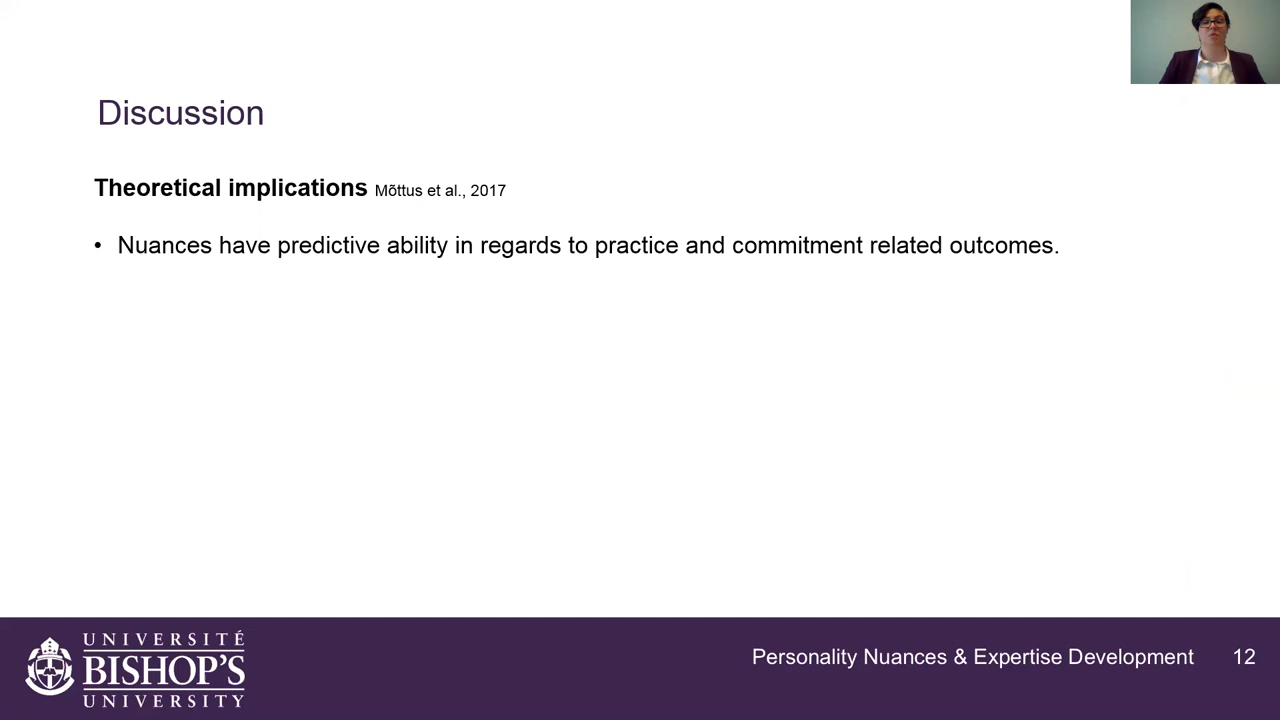 Discussion
Theoretical implications Mõttus et al., 2017
• Nuances have predictive ability in regards to practice and commitment related outcomes.
UNIVERSITÉ
BISHOP'S
UNIVERSITY
Personality Nuances & Expertise Development 12